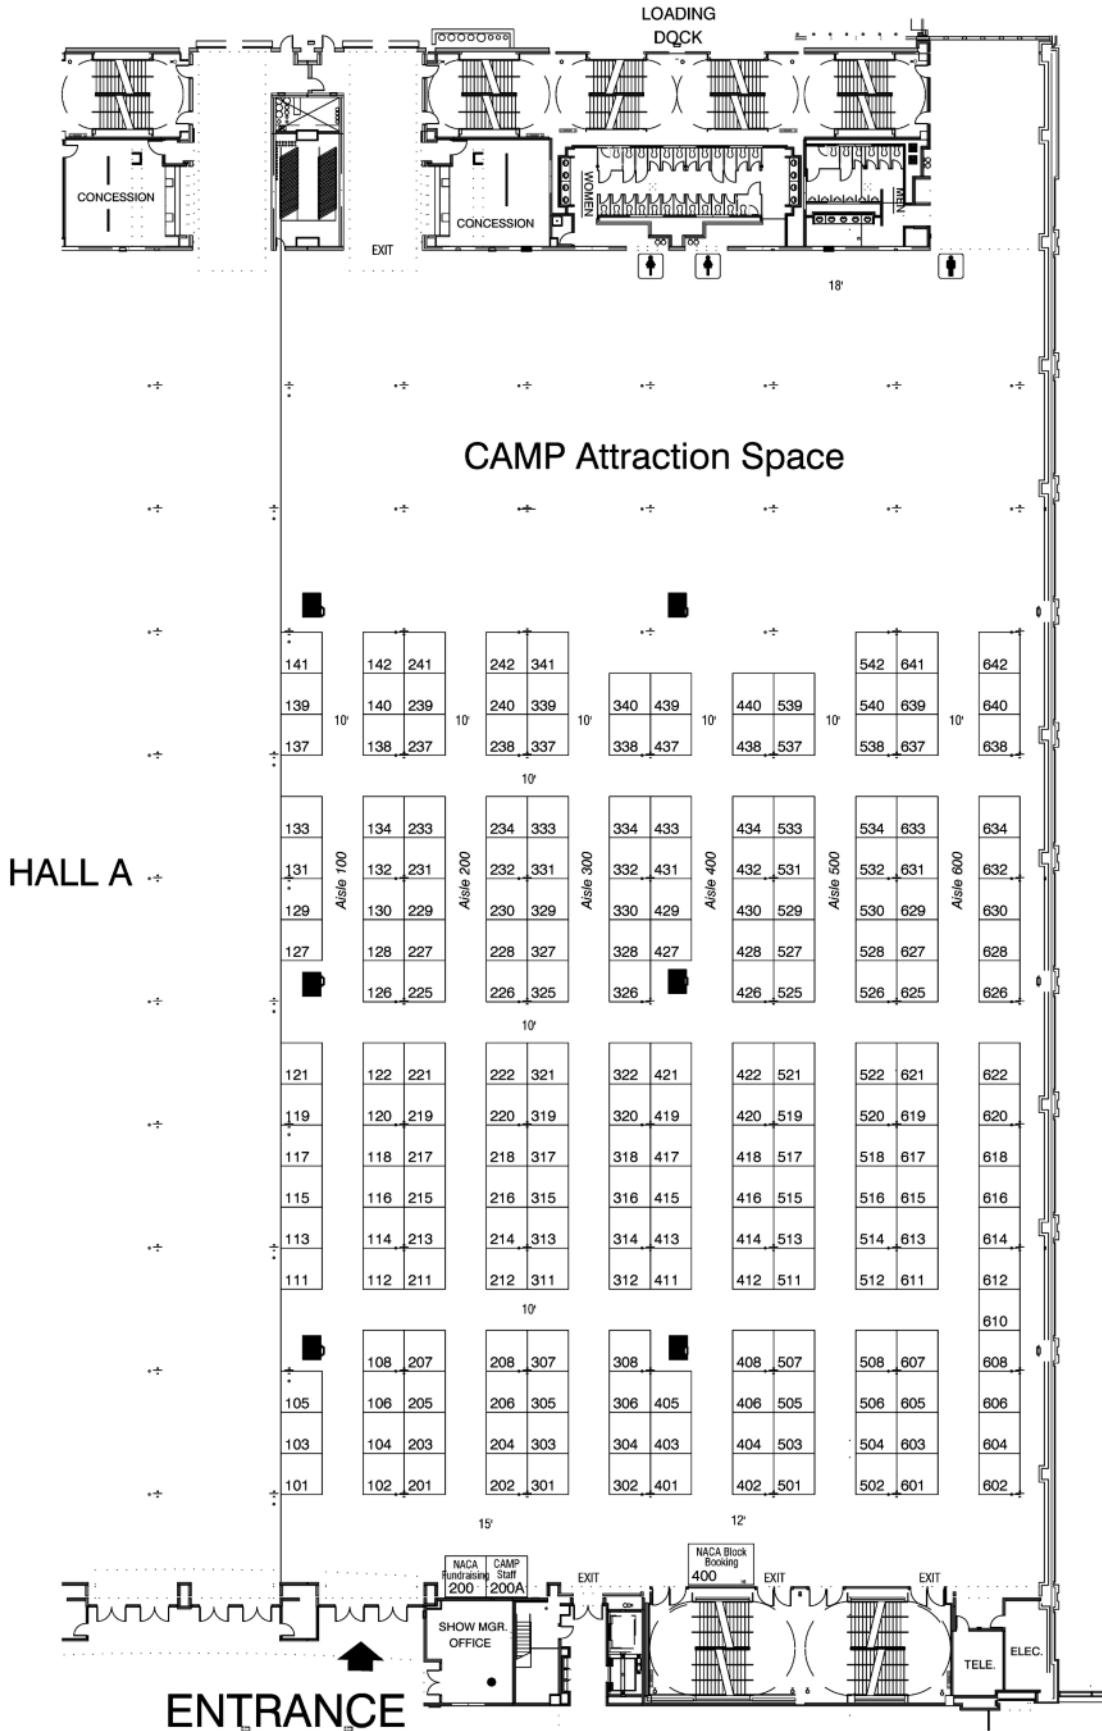 LOADING
DOCK
CONCESSION
CONCESSION
WOMEN
MEN
EXIT
18'
CAMP Attraction Space
141 142 241 242 341 542 641 642
139 140 239 240 339 340 439 440 539 540 639 640
10' 10' 10' 10' 10' 10'
137 138 237 238 337 338 437 438 537 538 637 638
10'
133 134 233 234 333 334 433 434 533 534 633 634
HALL A
131 132 231 232 331 332 431 432 531 532 631 632
Aisle 100 Aisle 200 Aisle 300 Aisle 400 Aisle 500 Aisle 600
129 130 229 230 329 330 429 430 529 530 629 630
127 128 227 228 327 328 427 428 527 528 627 628
126 225 226 325 326 426 525 526 625 626
10'
121 122 221 222 321 322 421 422 521 522 621 622
119 120 219 220 319 320 419 420 519 520 619 620
117 118 217 218 317 318 417 418 517 518 617 618
115 116 215 216 315 316 415 416 515 516 615 616
113 114 213 214 313 314 413 414 513 514 613 614
111 112 211 212 311 312 411 412 511 512 611 612
10'
610
108 207 208 307 308 408 507 508 607 608
105 106 205 206 305 306 405 406 505 506 605 606
103 104 203 204 303 304 403 404 503 504 603 604
101 102 201 202 301 302 401 402 501 502 601 602
15' 12'
NACA Block
Booking
400
NACA
Fundraising
200
CAMP
Staff
200A
EXIT EXIT EXIT
SHOW MGR.
OFFICE
TELE.
ELEC.
ENTRANCE